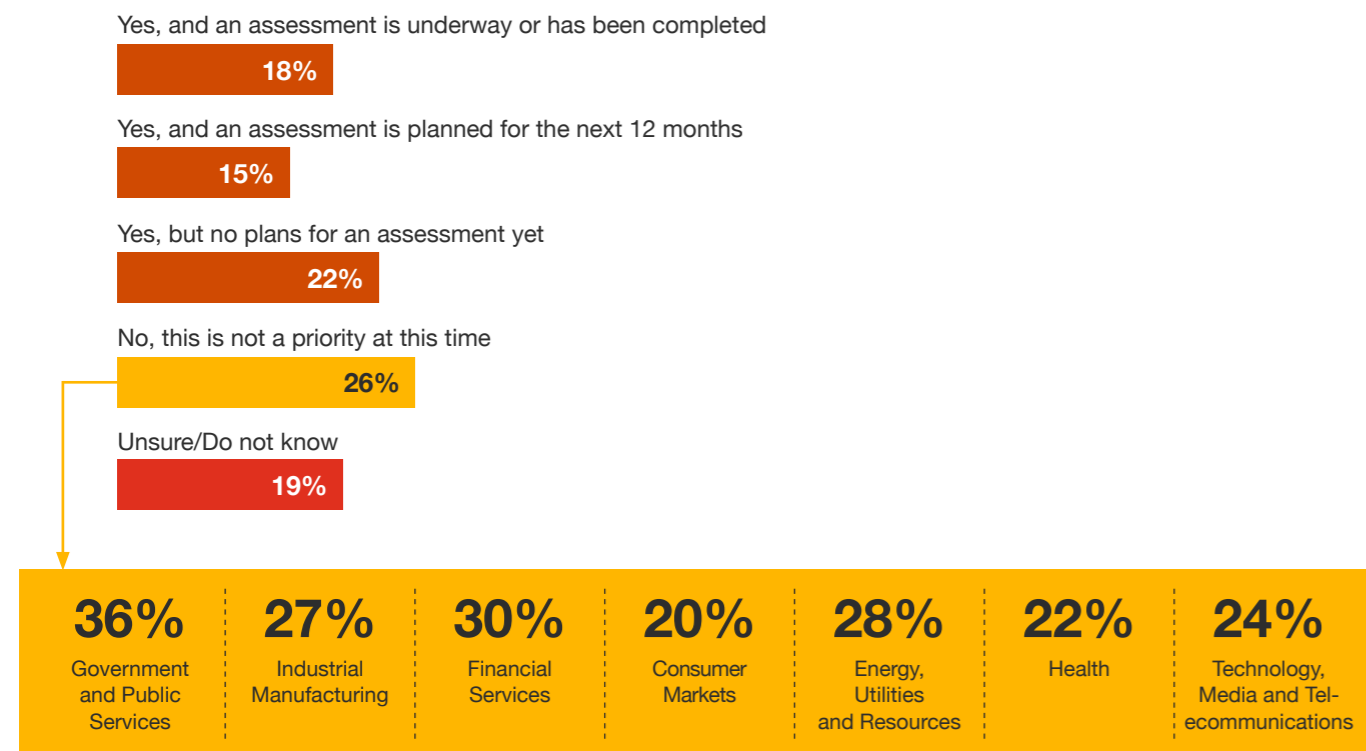 Yes, and an assessment is underway or has been completed
18%
Yes, and an assessment is planned for the next 12 months
15%
Yes, but no plans for an assessment yet
22%
No, this is not a priority at this time
26%
Unsure/Do not know
19%
36%
Government
and Public
Services
27%
Industrial
Manufacturing
30%
Financial
Services
20%
Consumer
Markets
28%
Energy,
Utilities
and Resources
22%
Health
24%
Technology,
Media and Tel-
ecommunications